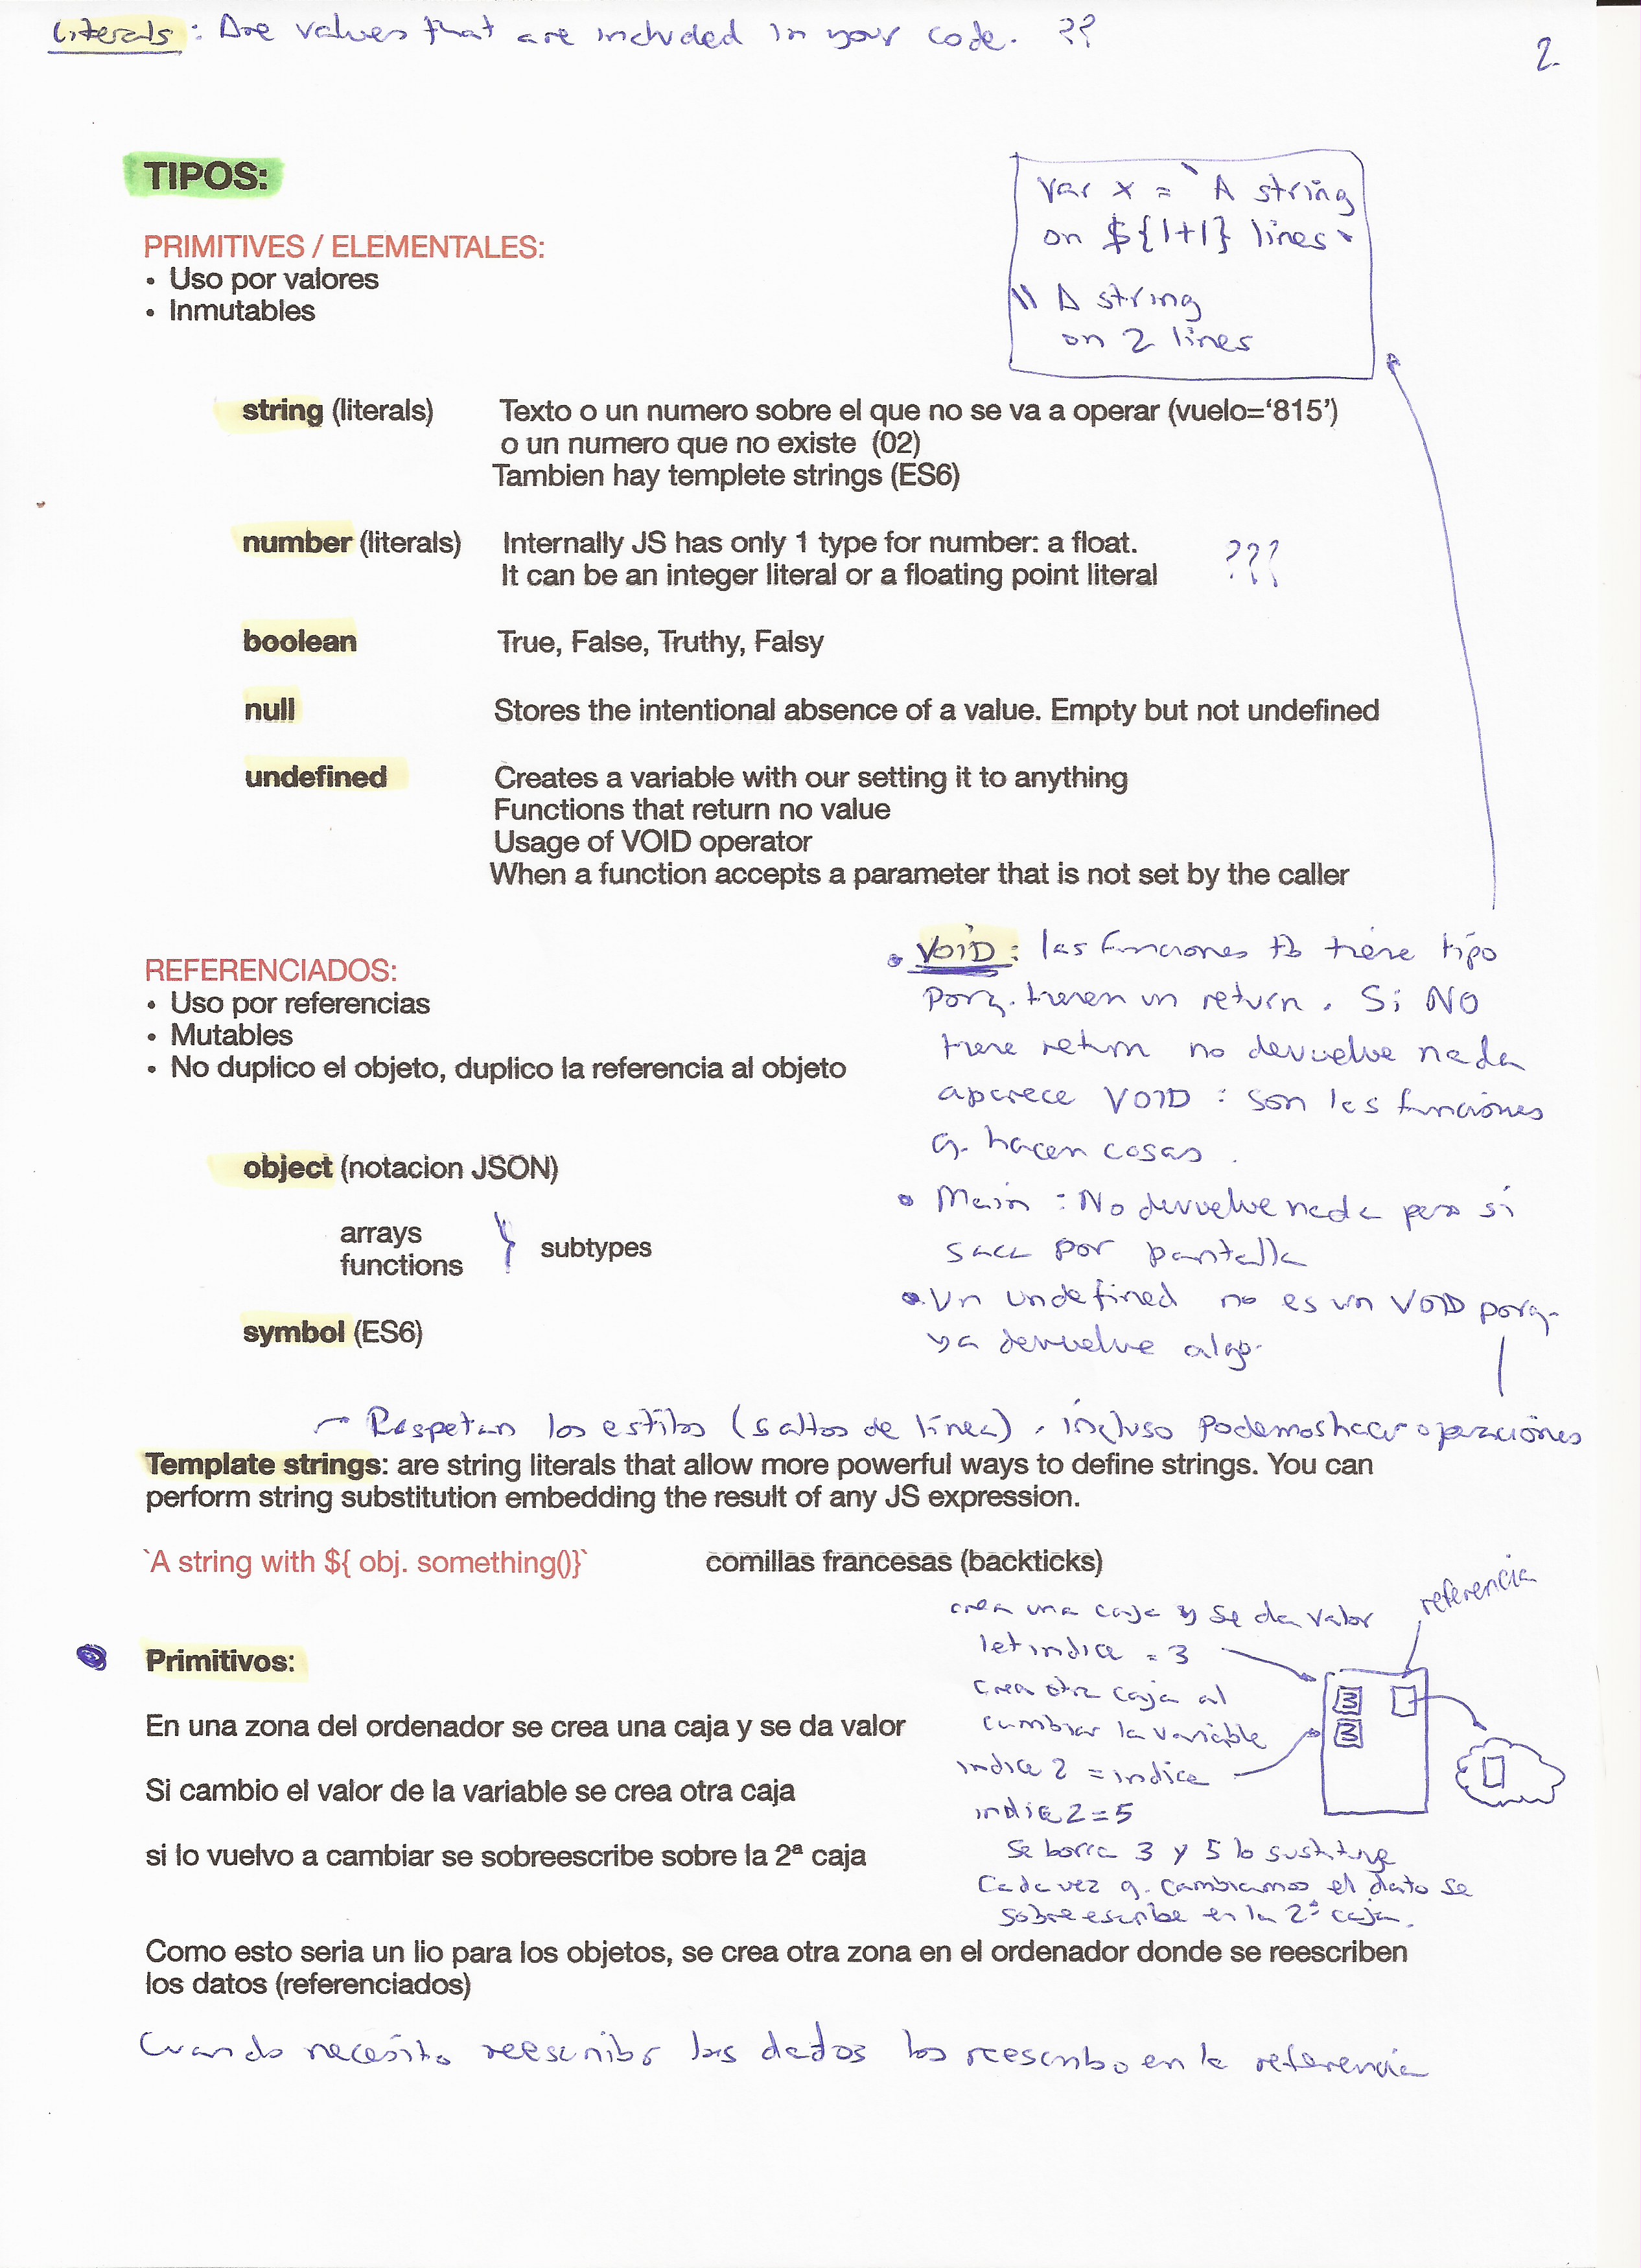 Literals : Are values that are included in your code. ??
2.
TIPOS:
var x = `A string
on ${1+1} lines`
\\ A string
on 2 lines
PRIMITIVES / ELEMENTALES:
• Uso por valores
• Inmutables
string (literals) Texto o un numero sobre el que no se va a operar (vuelo=‘815’)
o un numero que no existe (02)
Tambien hay templete strings (ES6)
number (literals) Internally JS has only 1 type for number: a float. ???
It can be an integer literal or a floating point literal
boolean True, False, Truthy, Falsy
null Stores the intentional absence of a value. Empty but not undefined
undefined Creates a variable with our setting it to anything
Functions that return no value
Usage of VOID operator
When a function accepts a parameter that is not set by the caller
REFERENCIADOS:
• Uso por referencias
• Mutables
• No duplico el objeto, duplico la referencia al objeto
object (notacion JSON)
arrays
functions
} subtypes
symbol (ES6)
• VOID : las funciones tb tiene tipo
porq. tienen un return. Si NO
tiene return no devuelve nada
aparece VOID : son las funciones
q. hacen cosas.
• Main : No devuelve nada pero si
saca por pantalla
• Un undefined no es un VOID porq.
ya devuelve algo.
Respetan los estilos (saltos de línea), incluso podemos hacer operaciones
Template strings: are string literals that allow more powerful ways to define strings. You can
perform string substitution embedding the result of any JS expression.
`A string with ${ obj. something()}` comillas francesas (backticks)
Primitivos:
En una zona del ordenador se crea una caja y se da valor
Si cambio el valor de la variable se crea otra caja
si lo vuelvo a cambiar se sobreescribe sobre la 2ª caja
crea una caja y se da valor
let indice = 3
crea otra caja al
cambiar la variable
indice 2 = indice
indice 2 = 5
se borra 3 y 5 lo sustituye
Cada vez q. cambiamos el dato se
sobreescribe en la 2ª caja.
referencia
3
3
Como esto seria un lio para los objetos, se crea otra zona en el ordenador donde se reescriben
los datos (referenciados)
Cuando necesito reescribir los datos los reescribo en la referencia